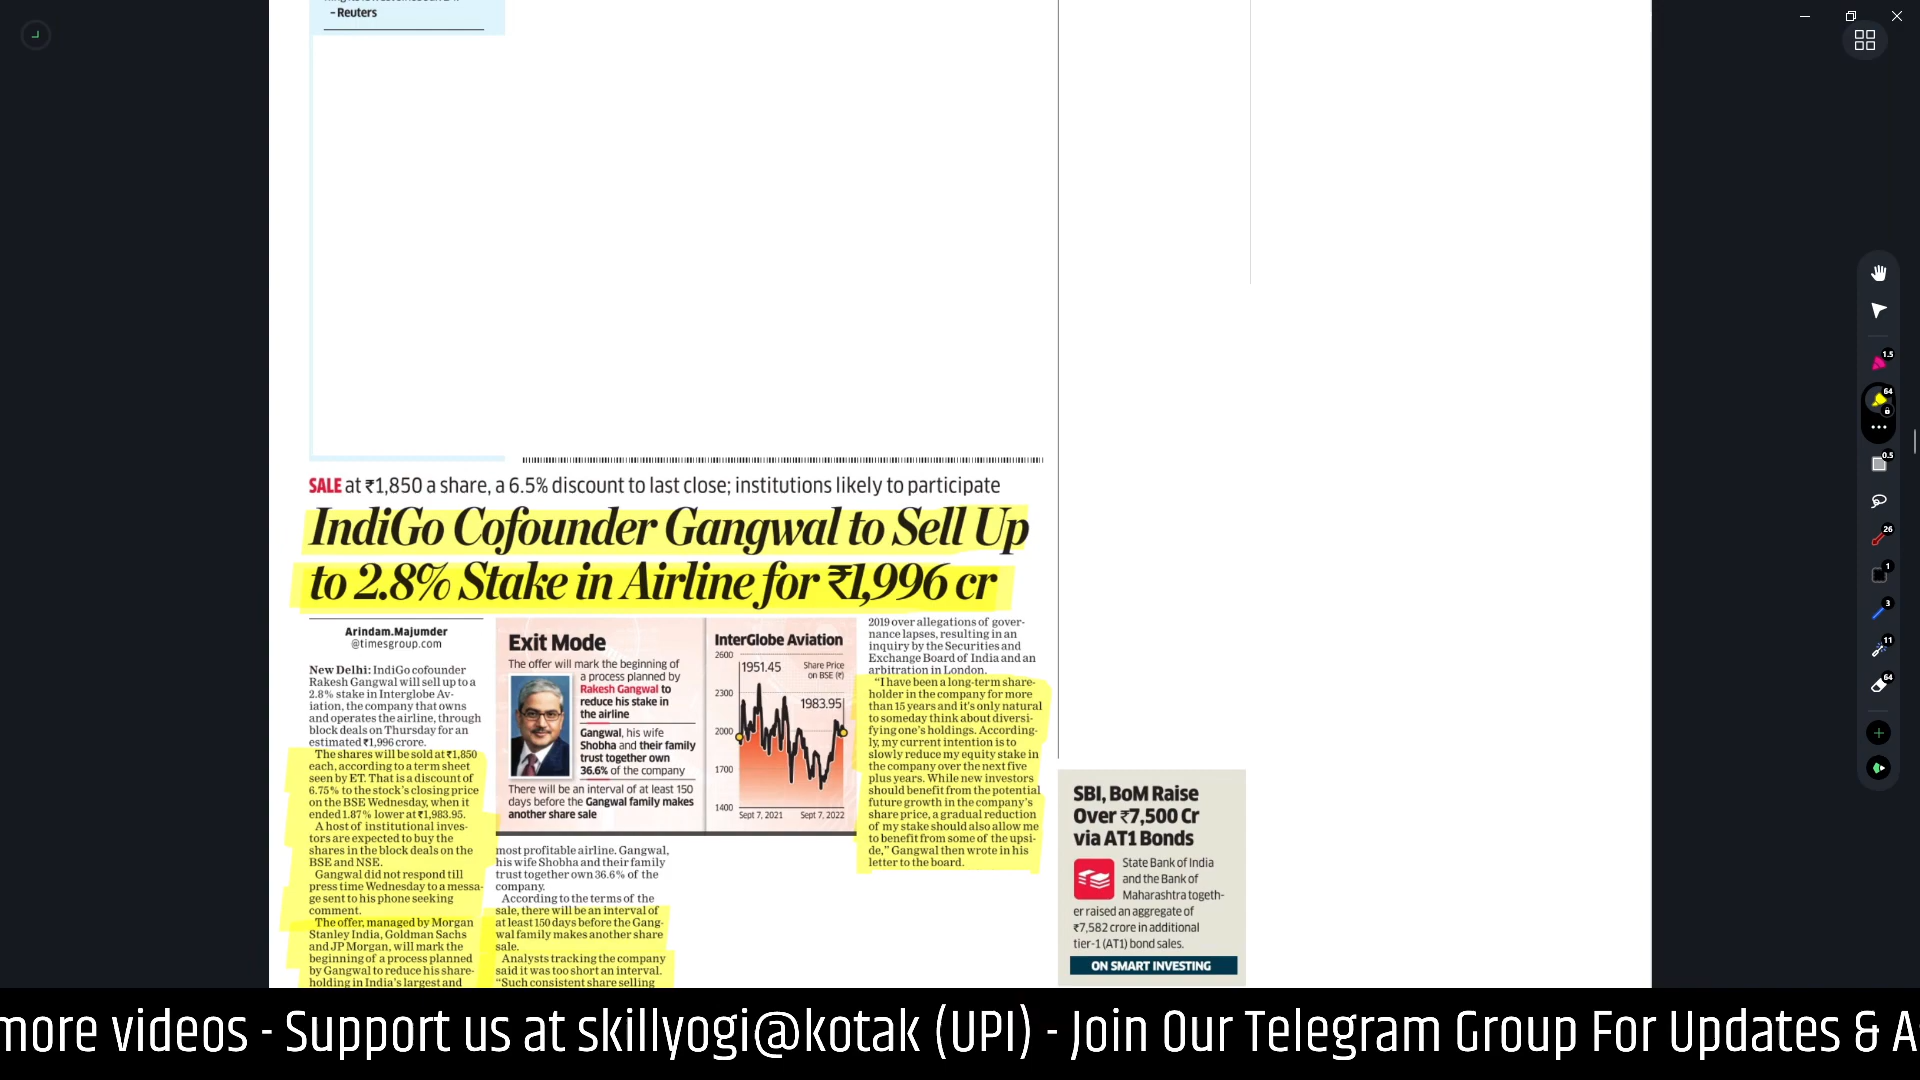 – Reuters
SALE at ₹1,850 a share, a 6.5% discount to last close; institutions likely to participate
IndiGo Cofounder Gangwal to Sell Up
to 2.8% Stake in Airline for ₹1,996 cr
Arindam.Majumder
@timesgroup.com
New Delhi: IndiGo cofounder
Rakesh Gangwal will sell up to a
2.8% stake in Interglobe Av-
iation, the company that owns
and operates the airline, through
block deals on Thursday for an
estimated ₹1,996 crore.
The shares will be sold at ₹1,850
each, according to a term sheet
seen by ET. That is a discount of
6.75% to the stock's closing price
on the BSE Wednesday, when it
ended 1.87% lower at ₹1,983.95.
A host of institutional inves-
tors are expected to buy the
shares in the block deals on the
BSE and NSE.
Gangwal did not respond till
press time Wednesday to a messa-
ge sent to his phone seeking
comment.
The offer, managed by Morgan
Stanley India, Goldman Sachs
and JP Morgan, will mark the
beginning of a process planned
by Gangwal to reduce his share-
holding in India's largest and
Exit Mode
The offer will mark the beginning of
a process planned by
Rakesh Gangwal to
reduce his stake in
the airline
Gangwal, his wife
Shobha and their family
trust together own
36.6% of the company
There will be an interval of at least 150
days before the Gangwal family makes
another share sale
InterGlobe Aviation
2600
1951.45
Share Price
on BSE (₹)
2300
1983.95
2000
1700
1400
Sept 7, 2021
Sept 7, 2022
most profitable airline. Gangwal,
his wife Shobha and their family
trust together own 36.6% of the
company.
According to the terms of the
sale, there will be an interval of
at least 150 days before the Gang-
wal family makes another share
sale.
Analysts tracking the company
said it was too short an interval.
"Such consistent share selling
2019 over allegations of gover-
nance lapses, resulting in an
inquiry by the Securities and
Exchange Board of India and an
arbitration in London.
"I have been a long-term share-
holder in the company for more
than 15 years and it's only natural
to someday think about diversi-
fying one's holdings. According-
ly, my current intention is to
slowly reduce my equity stake in
the company over the next five
plus years. While new investors
should benefit from the potential
future growth in the company's
share price, a gradual reduction
of my stake should also allow me
to benefit from some of the upsi-
de," Gangwal then wrote in his
letter to the board.
SBI, BoM Raise
Over ₹7,500 Cr
via AT1 Bonds
State Bank of India
and the Bank of
Maharashtra togeth-
er raised an aggregate of
₹7,582 crore in additional
tier-1 (AT1) bond sales.
ON SMART INVESTING
1.5
64
0.5
26
1
3
11
64
more videos - Support us at skillyogi@kotak (UPI) - Join Our Telegram Group For Updates & A